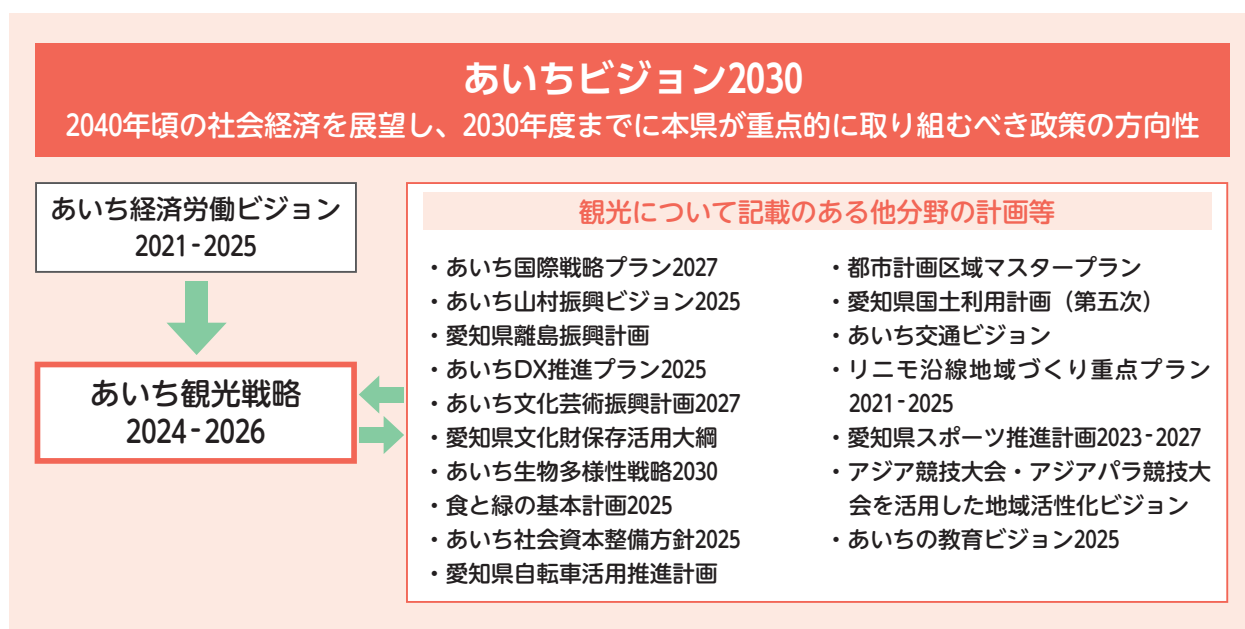 あいちビジョン2030
2040年頃の社会経済を展望し、2030年度までに本県が重点的に取り組むべき政策の方向性
あいち経済労働ビジョン
2021-2025
あいち観光戦略
2024-2026
観光について記載のある他分野の計画等
・あいち国際戦略プラン2027
・あいち山村振興ビジョン2025
・愛知県離島振興計画
・あいちDX推進プラン2025
・あいち文化芸術振興計画2027
・愛知県文化財保存活用大綱
・あいち生物多様性戦略2030
・食と緑の基本計画2025
・あいち社会資本整備方針2025
・愛知県自転車活用推進計画
・都市計画区域マスタープラン
・愛知県国土利用計画（第五次）
・あいち交通ビジョン
・リニモ沿線地域づくり重点プラン
2021-2025
・愛知県スポーツ推進計画2023-2027
・アジア競技大会・アジアパラ競技大
会を活用した地域活性化ビジョン
・あいちの教育ビジョン2025